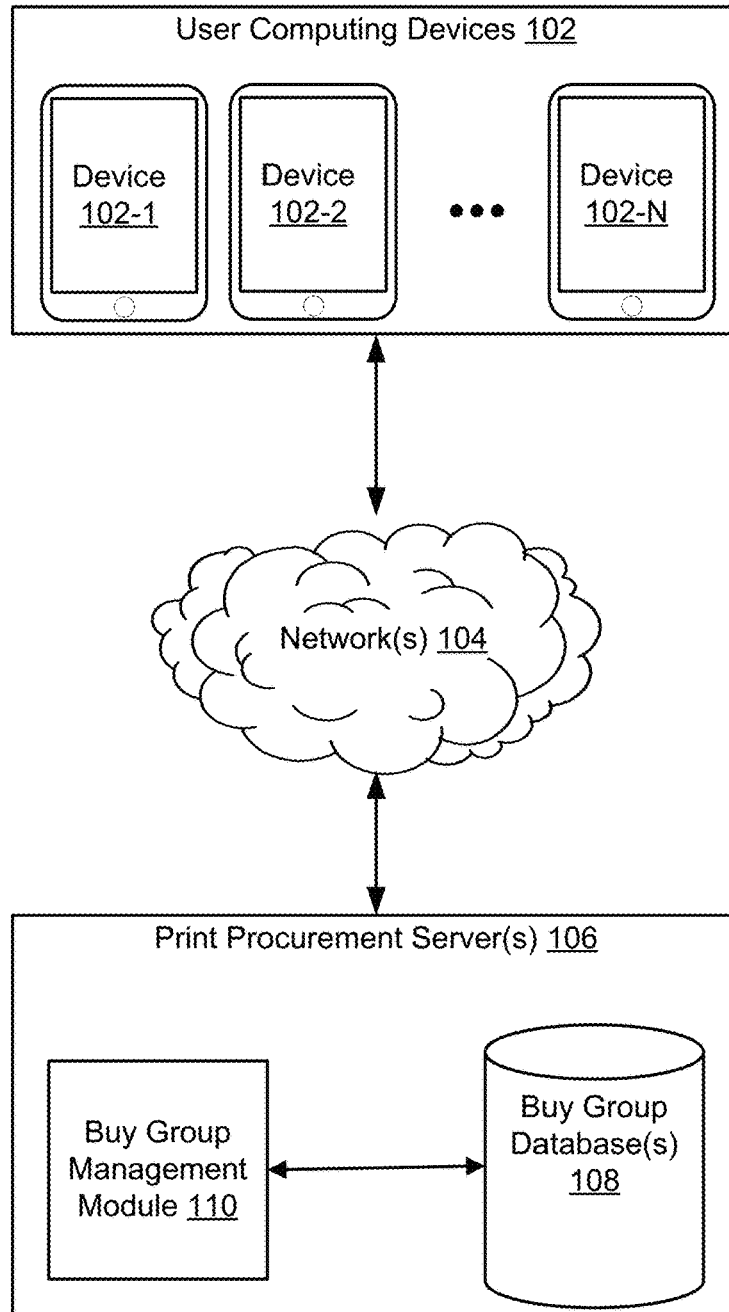 User Computing Devices 102
Device
102-1
Device
102-2
Device
102-N
Network(s) 104
Print Procurement Server(s) 106
Buy Group
Management
Module 110
Buy Group
Database(s)
108